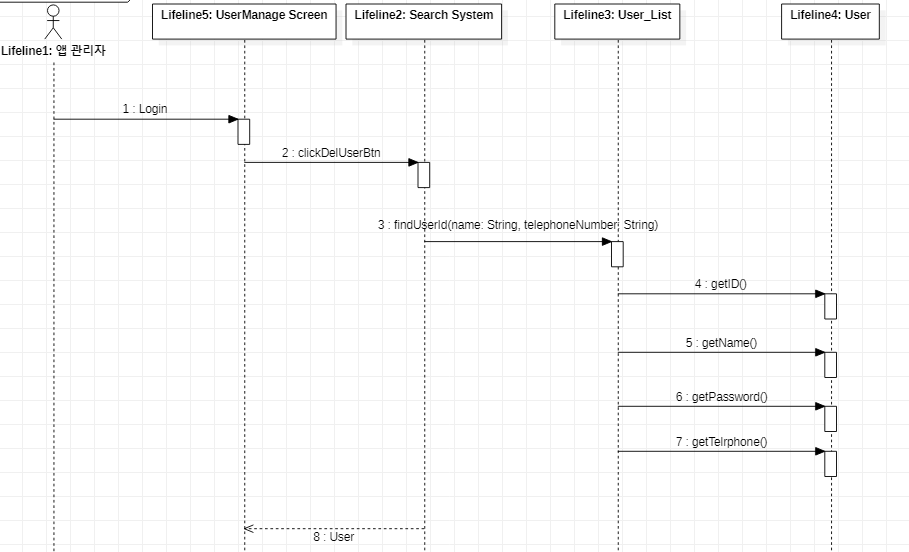 Lifeline5: UserManage Screen
Lifeline2: Search System
Lifeline3: User_List
Lifeline4: User
Lifeline1: 앱 관리자
1 : Login
2 : clickDelUserBtn
3 : findUserId(name: String, telephoneNumber: String)
4 : getID()
5 : getName()
6 : getPassword()
7 : getTelrphone()
8 : User